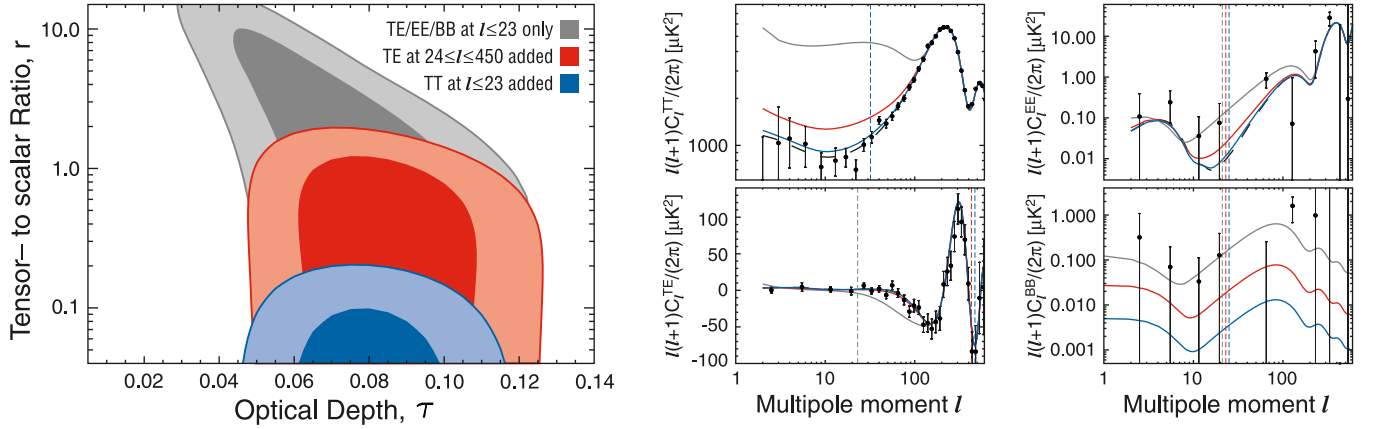 Tensor– to scalar Ratio, r
10.0
1.0
0.1
TE/EE/BB at l≤23 only
TE at 24≤l≤450 added
TT at l≤23 added
0.02 0.04 0.06 0.08 0.10 0.12 0.14
Optical Depth, τ
l(l+1)C_l^TT/(2π) [μK²]
1000
l(l+1)C_l^TE/(2π) [μK²]
100
50
0
-50
-100
1 10 100
Multipole moment l
l(l+1)C_l^EE/(2π) [μK²]
10.00
1.00
0.10
0.01
l(l+1)C_l^BB/(2π) [μK²]
1.000
0.100
0.010
0.001
1 10 100
Multipole moment l